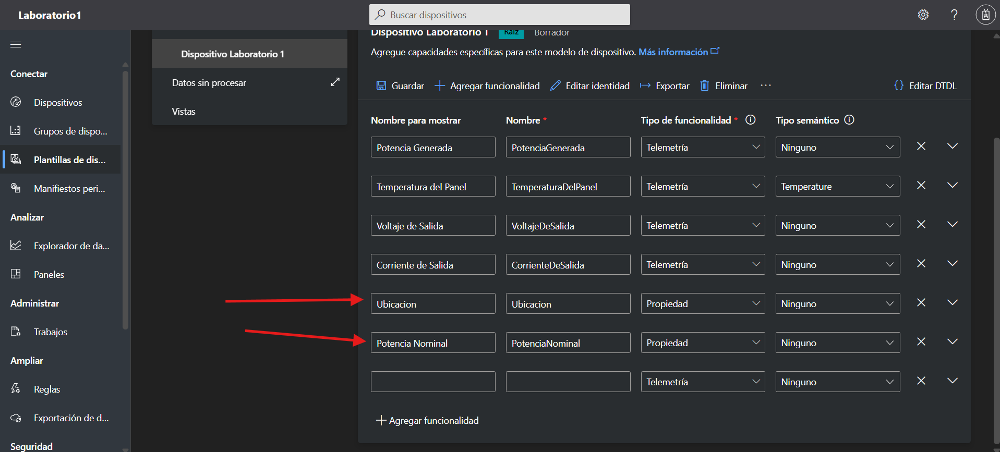 Laboratorio1
Buscar dispositivos
Conectar
Dispositivos
Grupos de dispo...
Plantillas de dis...
Manifiestos peri...
Analizar
Explorador de da...
Paneles
Administrar
Trabajos
Ampliar
Reglas
Exportación de d...
Seguridad
Dispositivo Laboratorio 1
Datos sin procesar
Vistas
Dispositivo Laboratorio 1 Raíz Borrador
Agregue capacidades específicas para este modelo de dispositivo. Más información
Guardar Agregar funcionalidad Editar identidad Exportar Eliminar ... {} Editar DTDL
Nombre para mostrar Nombre * Tipo de funcionalidad * Tipo semántico
Potencia Generada PotenciaGenerada Telemetría Ninguno
Temperatura del Panel TemperaturaDelPanel Telemetría Temperature
Voltaje de Salida VoltajeDeSalida Telemetría Ninguno
Corriente de Salida CorrienteDeSalida Telemetría Ninguno
Ubicacion Ubicacion Propiedad Ninguno
Potencia Nominal PotenciaNominal Propiedad Ninguno
Telemetría Ninguno
Agregar funcionalidad